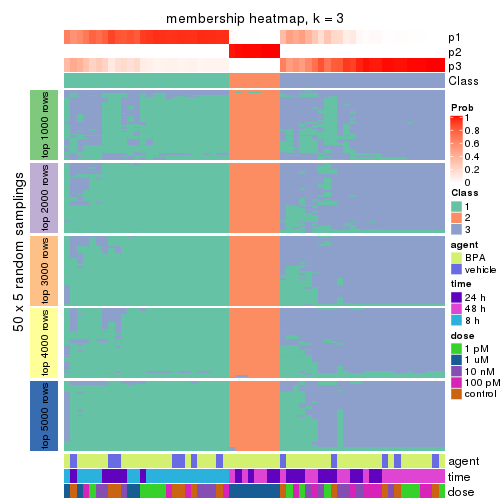 membership heatmap, k = 3
p1
p2
p3
Class
50 x 5 random samplings
top 1000 rows
top 2000 rows
top 3000 rows
top 4000 rows
top 5000 rows
agent
time
dose
Prob
1
0.8
0.6
0.4
0.2
0
Class
1
2
3
agent
BPA
vehicle
time
24 h
48 h
8 h
dose
1 pM
1 uM
10 nM
100 pM
control